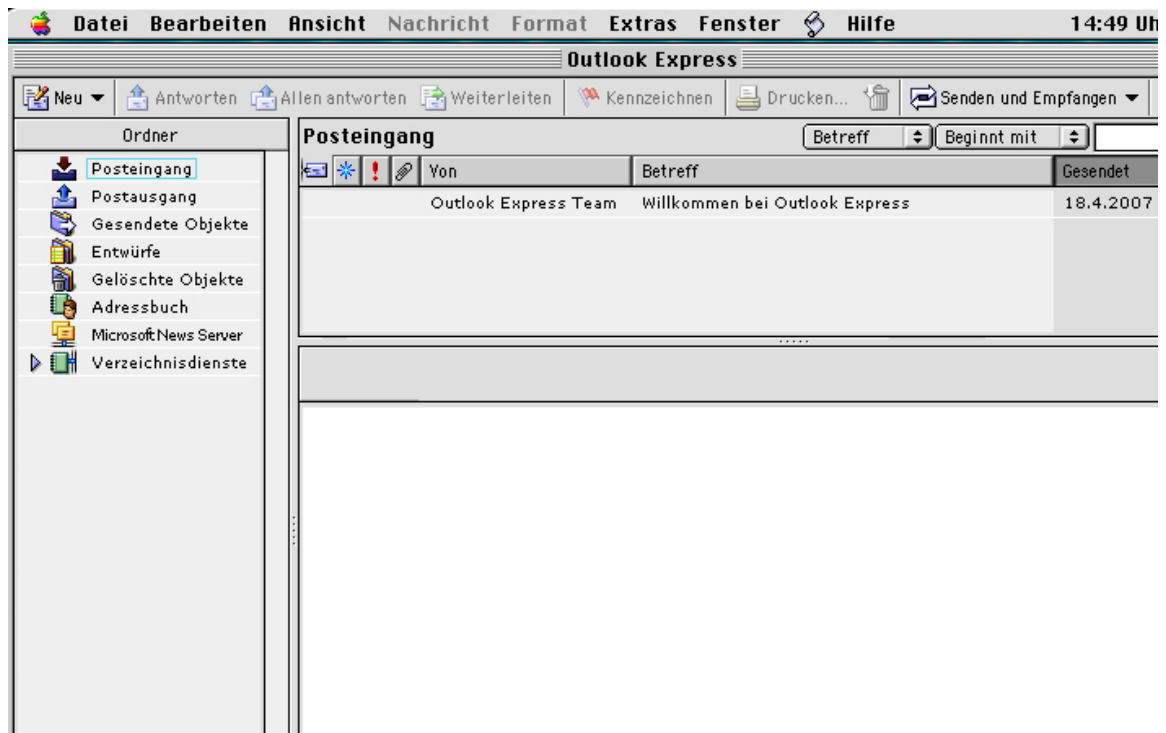 Datei Bearbeiten Ansicht Nachricht Format Extras Fenster Hilfe 14:49 Uh
Outlook Express
Neu Antworten Allen antworten Weiterleiten Kennzeichnen Drucken... Senden und Empfangen
Ordner
Posteingang
Postausgang
Gesendete Objekte
Entwürfe
Gelöschte Objekte
Adressbuch
Microsoft News Server
Verzeichnisdienste
Posteingang Betreff Beginnt mit
Von Betreff Gesendet
Outlook Express Team Willkommen bei Outlook Express 18.4.2007